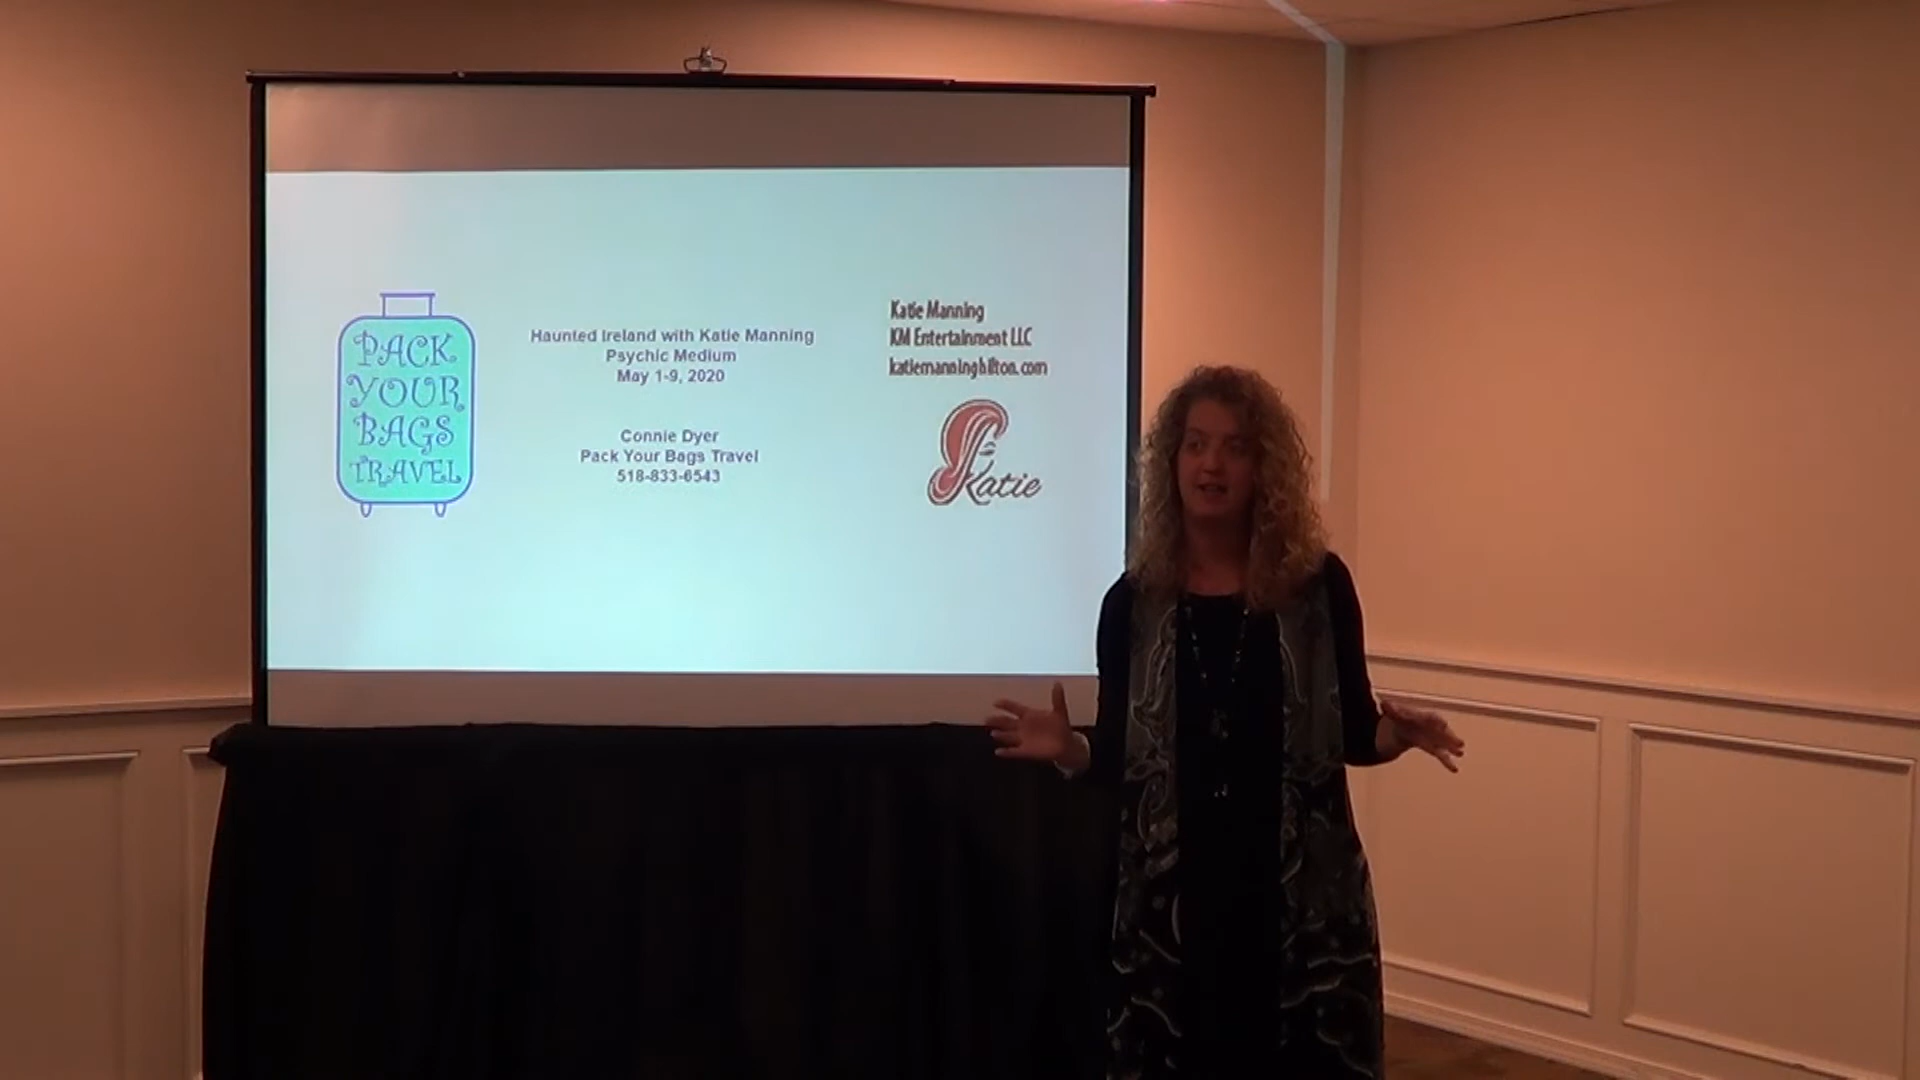 PACK
YOUR
BAGS
TRAVEL
Haunted Ireland with Katie Manning
Psychic Medium
May 1-9, 2020
Connie Dyer
Pack Your Bags Travel
518-833-6543
Katie Manning
KM Entertainment LLC
katiemanninghilton.com
Katie